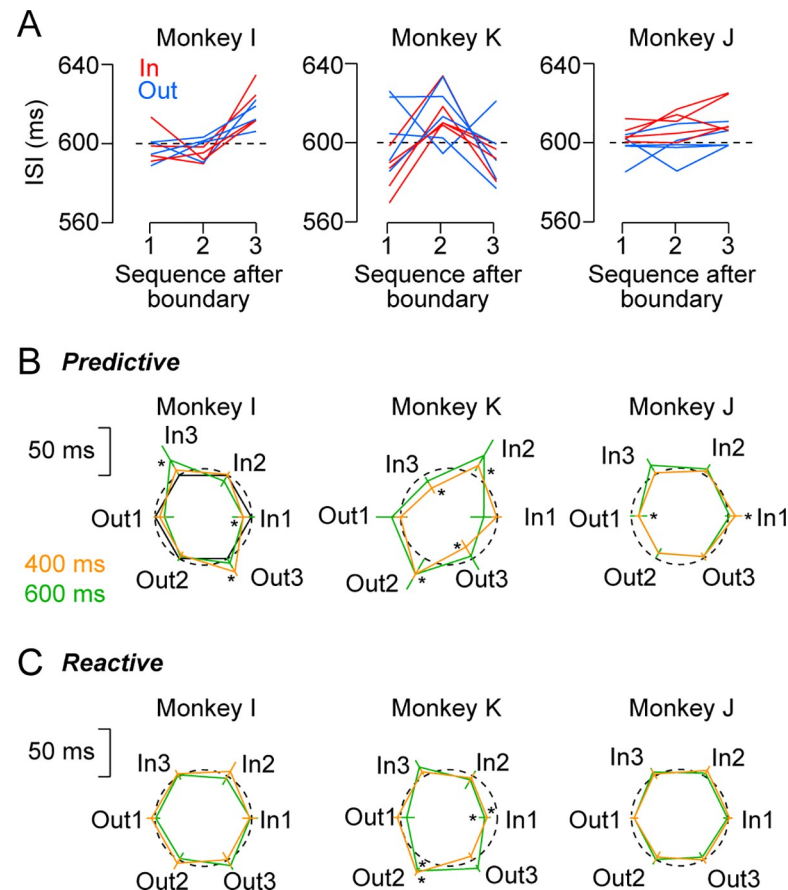 A
Monkey I
Monkey K
Monkey J
In
Out
ISI (ms)
640
600
560
640
600
560
640
600
560
1 2 3
1 2 3
1 2 3
Sequence after
boundary
Sequence after
boundary
Sequence after
boundary
B Predictive
Monkey I
Monkey K
Monkey J
50 ms
In3
In2
In1
Out1
Out2
Out3
*
*
*
400 ms
600 ms
In3
In2
In1
Out1
Out2
Out3
*
*
*
*
In3
In2
*In1
Out1
Out2
Out3
*
C Reactive
Monkey I
Monkey K
Monkey J
50 ms
In3
In2
In1
Out1
Out2
Out3
In3
In2
In1
Out1
Out2
Out3
*
*
*
*
In3
In2
In1
Out1
Out2
Out3